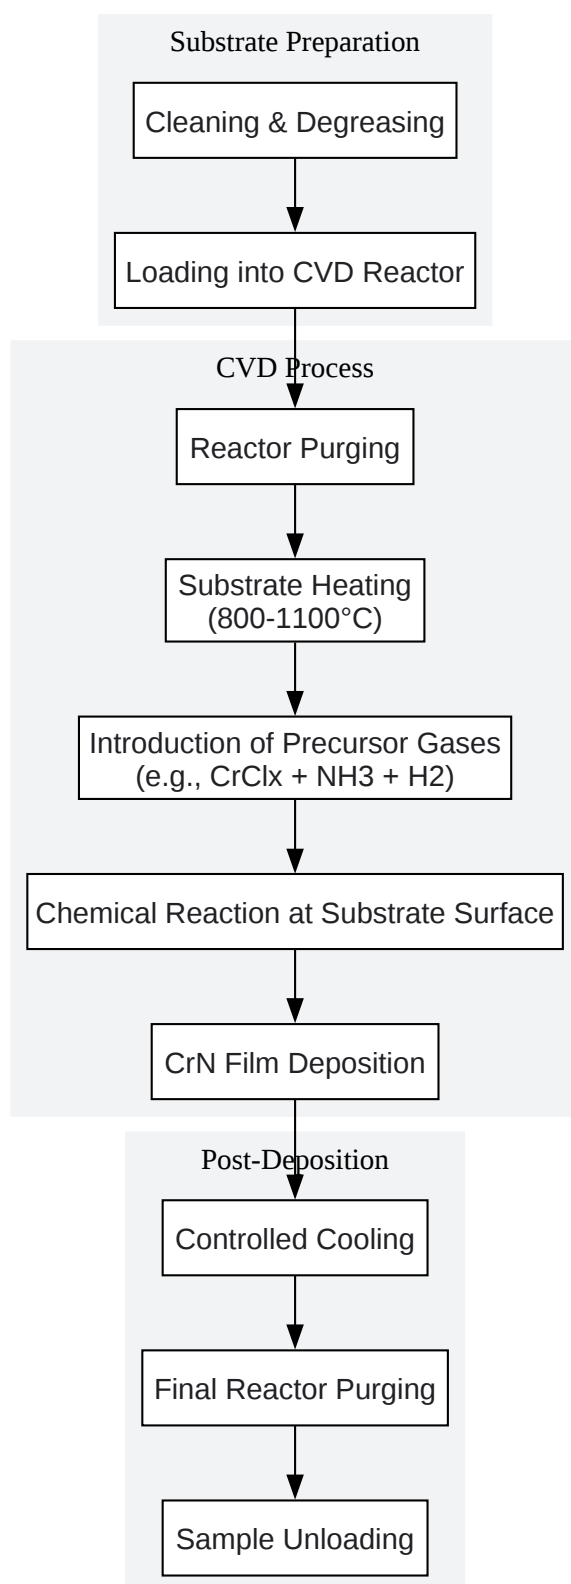 Substrate Preparation
Cleaning & Degreasing
Loading into CVD Reactor
CVD Process
Reactor Purging
Substrate Heating
(800-1100°C)
Introduction of Precursor Gases
(e.g., CrClx + NH3 + H2)
Chemical Reaction at Substrate Surface
CrN Film Deposition
Post-Deposition
Controlled Cooling
Final Reactor Purging
Sample Unloading